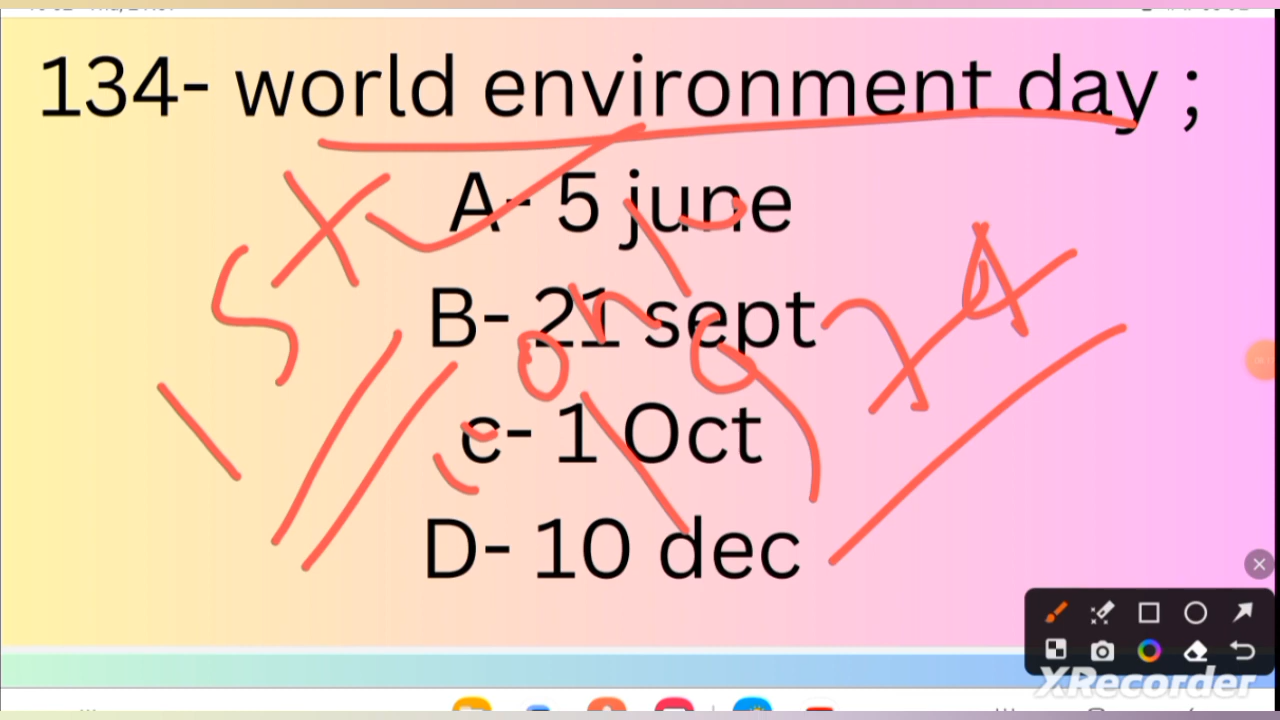 134- world environment day ;
A- 5 june
B- 21 sept
c- 1 Oct
D- 10 dec
XRecorder